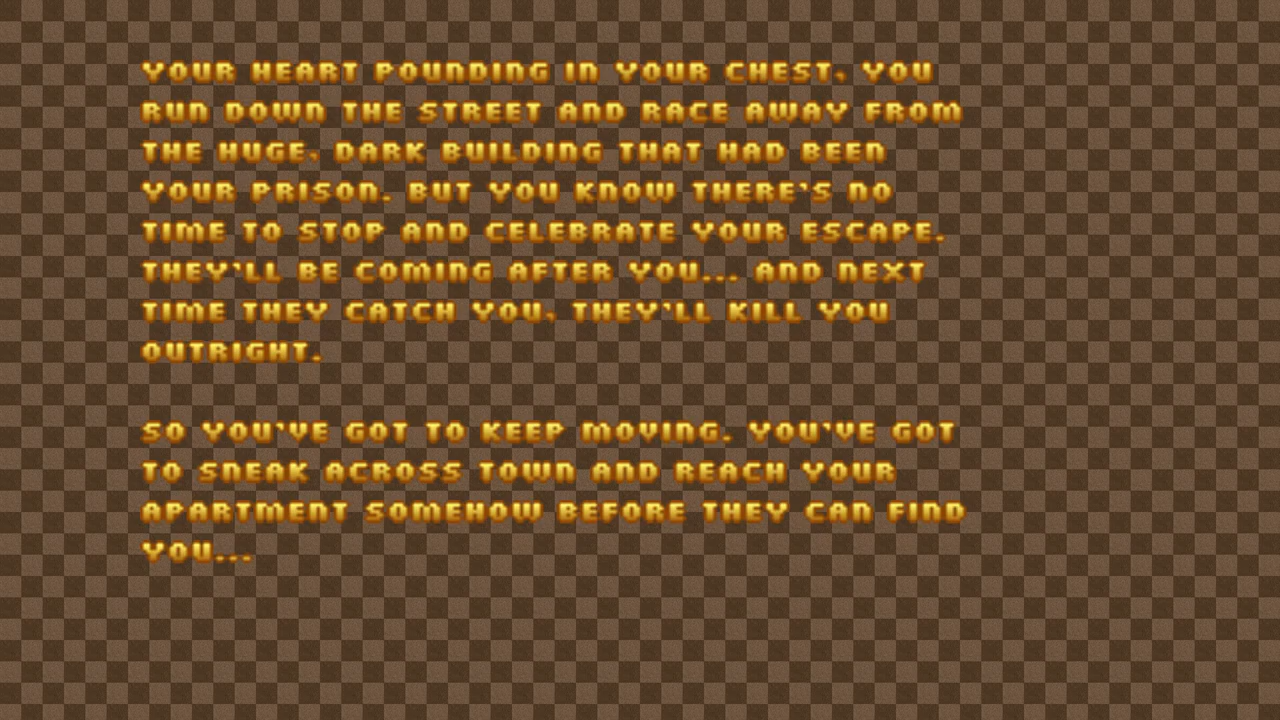 YOUR HEART POUNDING IN YOUR CHEST, YOU
RUN DOWN THE STREET AND RACE AWAY FROM
THE HUGE, DARK BUILDING THAT HAD BEEN
YOUR PRISON. BUT YOU KNOW THERE'S NO
TIME TO STOP AND CELEBRATE YOUR ESCAPE.
THEY'LL BE COMING AFTER YOU... AND NEXT
TIME THEY CATCH YOU, THEY'LL KILL YOU
OUTRIGHT.
SO YOU'VE GOT TO KEEP MOVING. YOU'VE GOT
TO SNEAK ACROSS TOWN AND REACH YOUR
APARTMENT SOMEHOW BEFORE THEY CAN FIND
YOU...